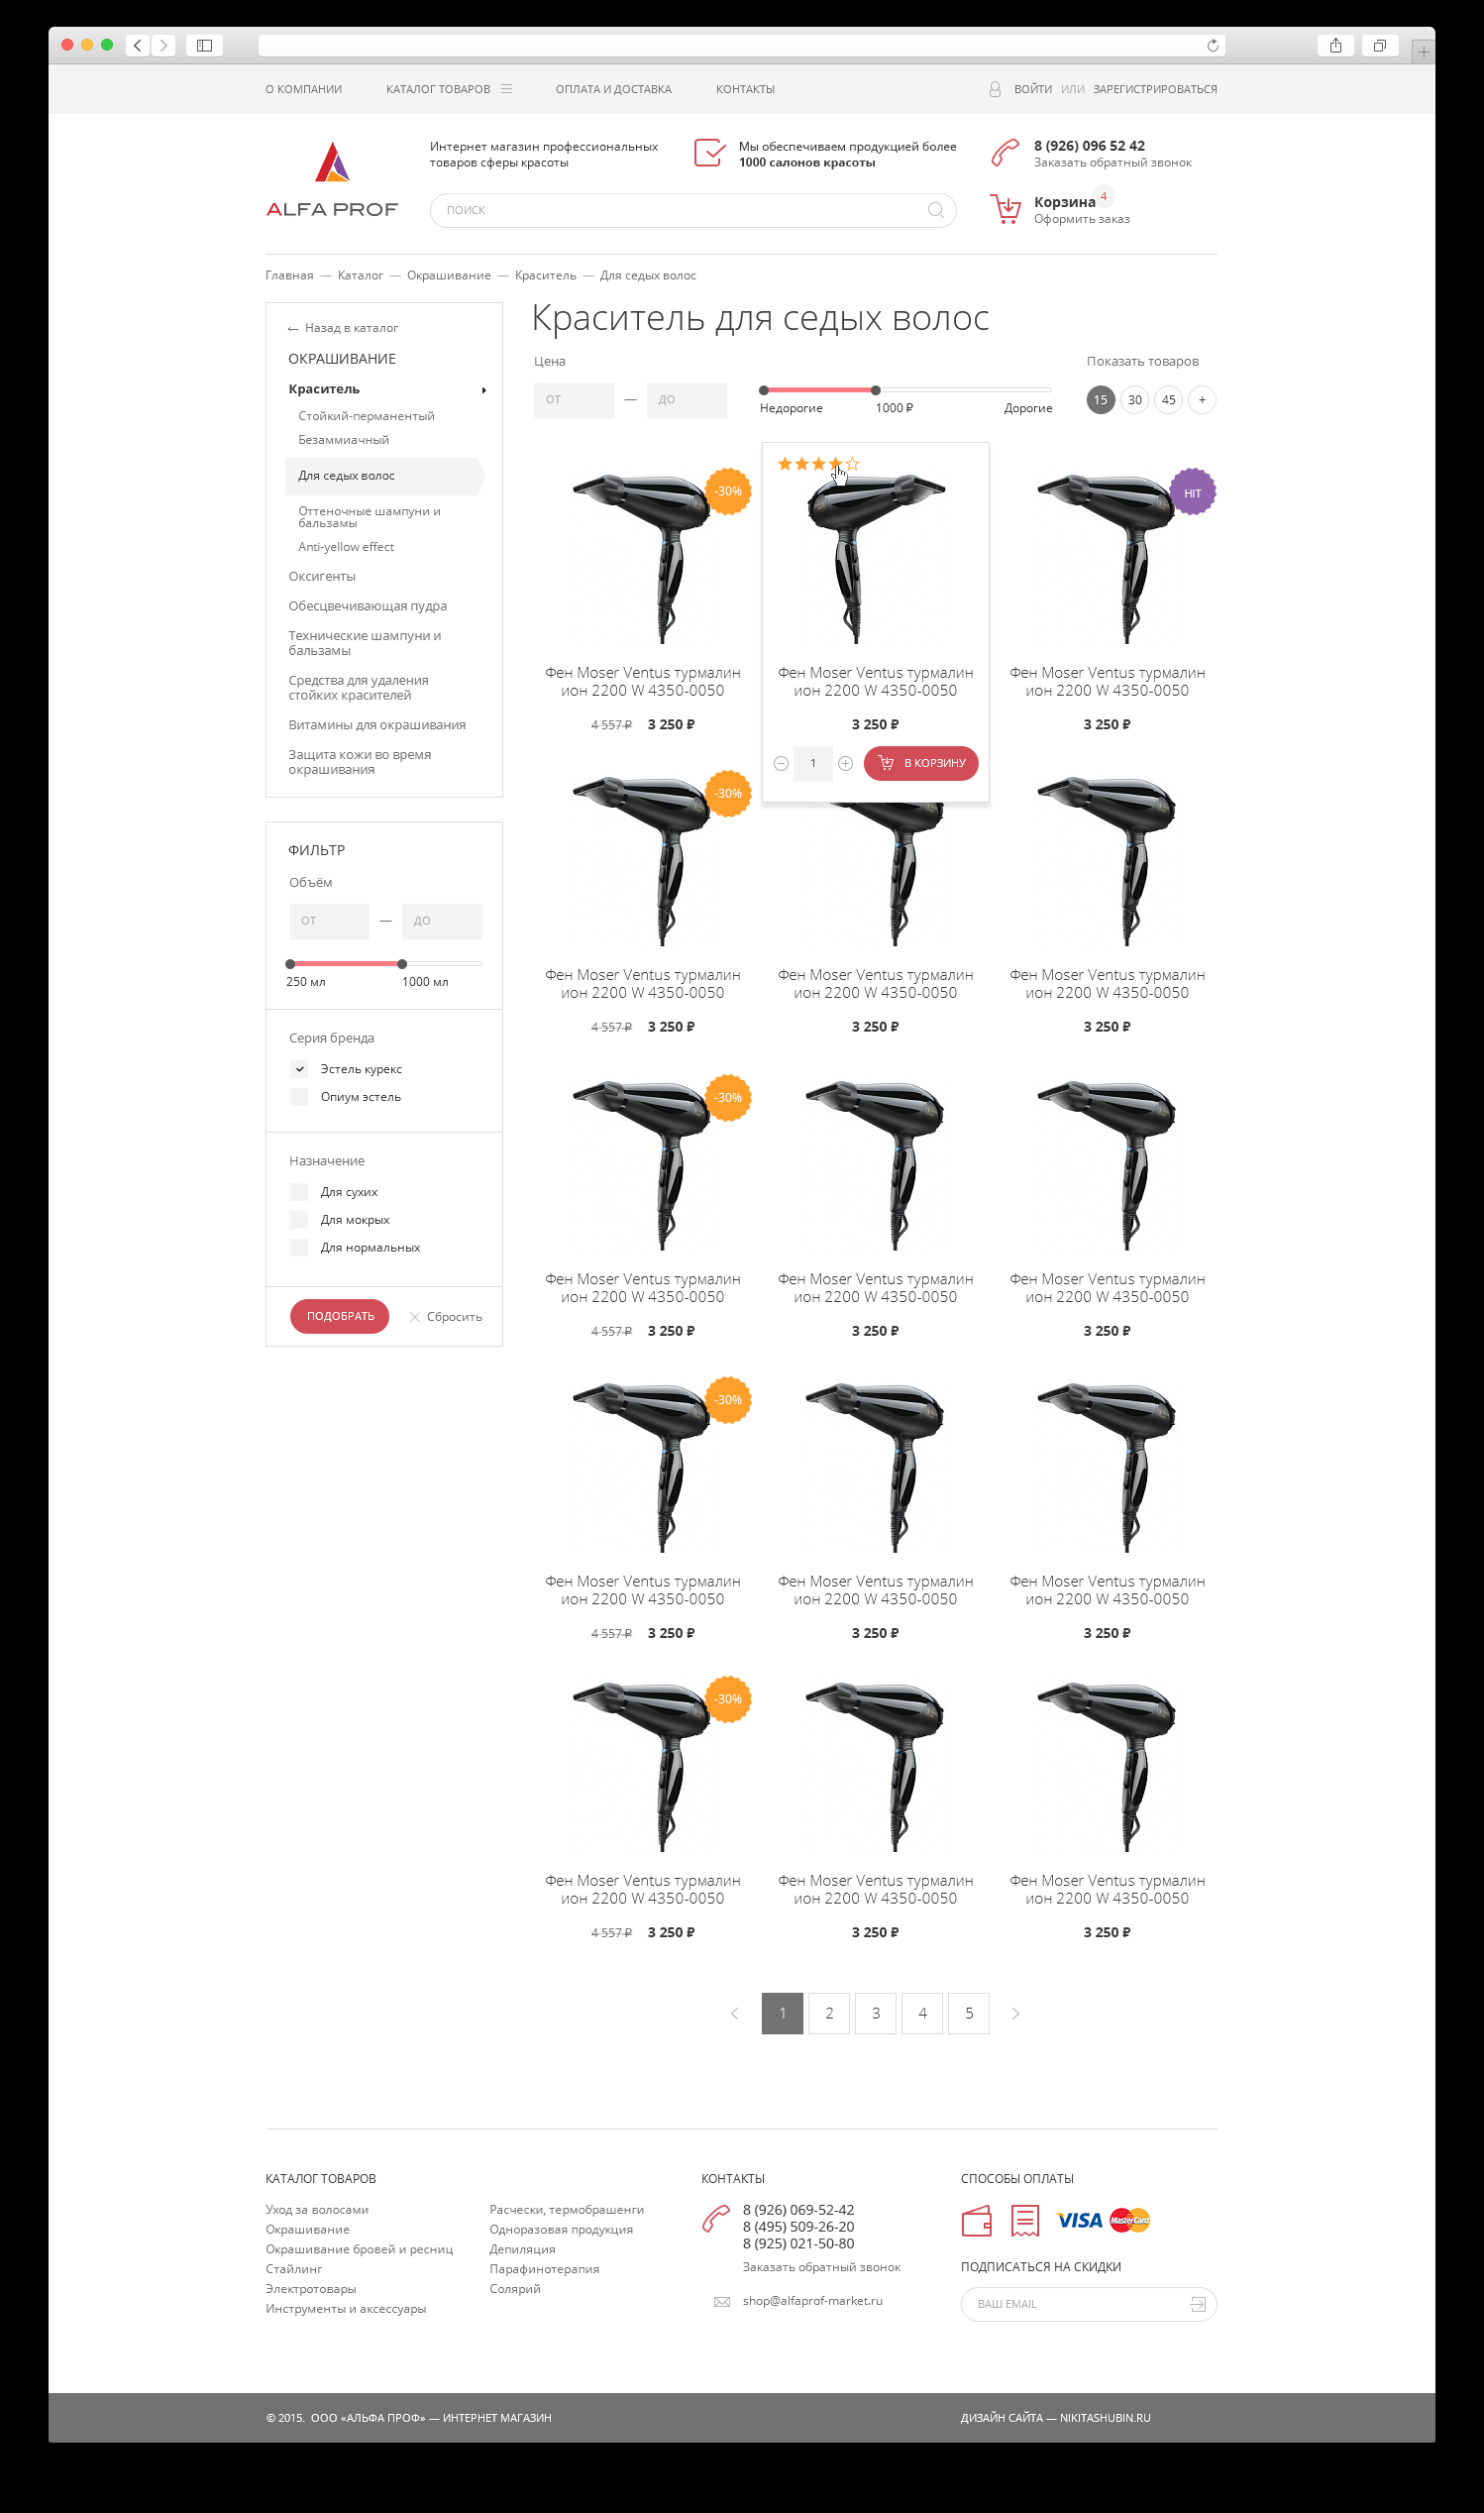 О КОМПАНИИ
КАТАЛОГ ТОВАРОВ
ОПЛАТА И ДОСТАВКА
КОНТАКТЫ
ВОЙТИ ИЛИ ЗАРЕГИСТРИРОВАТЬСЯ
ALFA PROF
Интернет магазин профессиональных
товаров сферы красоты
Мы обеспечиваем продукцией более
1000 салонов красоты
8 (926) 096 52 42
Заказать обратный звонок
ПОИСК
Корзина 4
Оформить заказ
Главная — Каталог — Окрашивание — Краситель — Для седых волос
← Назад в каталог
ОКРАШИВАНИЕ
Краситель
Стойкий-перманентый
Безаммиачный
Для седых волос
Оттеночные шампуни и
бальзамы
Anti-yellow effect
Оксигенты
Обесцвечивающая пудра
Технические шампуни и
бальзамы
Средства для удаления
стойких красителей
Витамины для окрашивания
Защита кожи во время
окрашивания
ФИЛЬТР
Объём
ОТ — ДО
250 мл 1000 мл
Серия бренда
Эстель курекс
Опиум эстель
Назначение
Для сухих
Для мокрых
Для нормальных
ПОДОБРАТЬ
Сбросить
Краситель для седых волос
Цена
ОТ — ДО
Недорогие 1000 ₽ Дорогие
Показать товаров
15 30 45 +
-30%
Фен Moser Ventus турмалин
ион 2200 W 4350-0050
4 557 ₽ 3 250 ₽
Фен Moser Ventus турмалин
ион 2200 W 4350-0050
3 250 ₽
1
В КОРЗИНУ
HIT
Фен Moser Ventus турмалин
ион 2200 W 4350-0050
3 250 ₽
-30%
Фен Moser Ventus турмалин
ион 2200 W 4350-0050
4 557 ₽ 3 250 ₽
Фен Moser Ventus турмалин
ион 2200 W 4350-0050
3 250 ₽
Фен Moser Ventus турмалин
ион 2200 W 4350-0050
3 250 ₽
-30%
Фен Moser Ventus турмалин
ион 2200 W 4350-0050
4 557 ₽ 3 250 ₽
Фен Moser Ventus турмалин
ион 2200 W 4350-0050
3 250 ₽
Фен Moser Ventus турмалин
ион 2200 W 4350-0050
3 250 ₽
-30%
Фен Moser Ventus турмалин
ион 2200 W 4350-0050
4 557 ₽ 3 250 ₽
Фен Moser Ventus турмалин
ион 2200 W 4350-0050
3 250 ₽
Фен Moser Ventus турмалин
ион 2200 W 4350-0050
3 250 ₽
-30%
Фен Moser Ventus турмалин
ион 2200 W 4350-0050
4 557 ₽ 3 250 ₽
Фен Moser Ventus турмалин
ион 2200 W 4350-0050
3 250 ₽
Фен Moser Ventus турмалин
ион 2200 W 4350-0050
3 250 ₽
1 2 3 4 5
КАТАЛОГ ТОВАРОВ
Уход за волосами
Окрашивание
Окрашивание бровей и ресниц
Стайлинг
Электротовары
Инструменты и аксессуары
Расчески, термобрашенги
Одноразовая продукция
Депиляция
Парафинотерапия
Солярий
КОНТАКТЫ
8 (926) 069-52-42
8 (495) 509-26-20
8 (925) 021-50-80
Заказать обратный звонок
shop@alfaprof-market.ru
СПОСОБЫ ОПЛАТЫ
VISA MasterCard
ПОДПИСАТЬСЯ НА СКИДКИ
ВАШ EMAIL
© 2015. ООО «АЛЬФА ПРОФ» — ИНТЕРНЕТ МАГАЗИН
ДИЗАЙН САЙТА — NIKITASHUBIN.RU